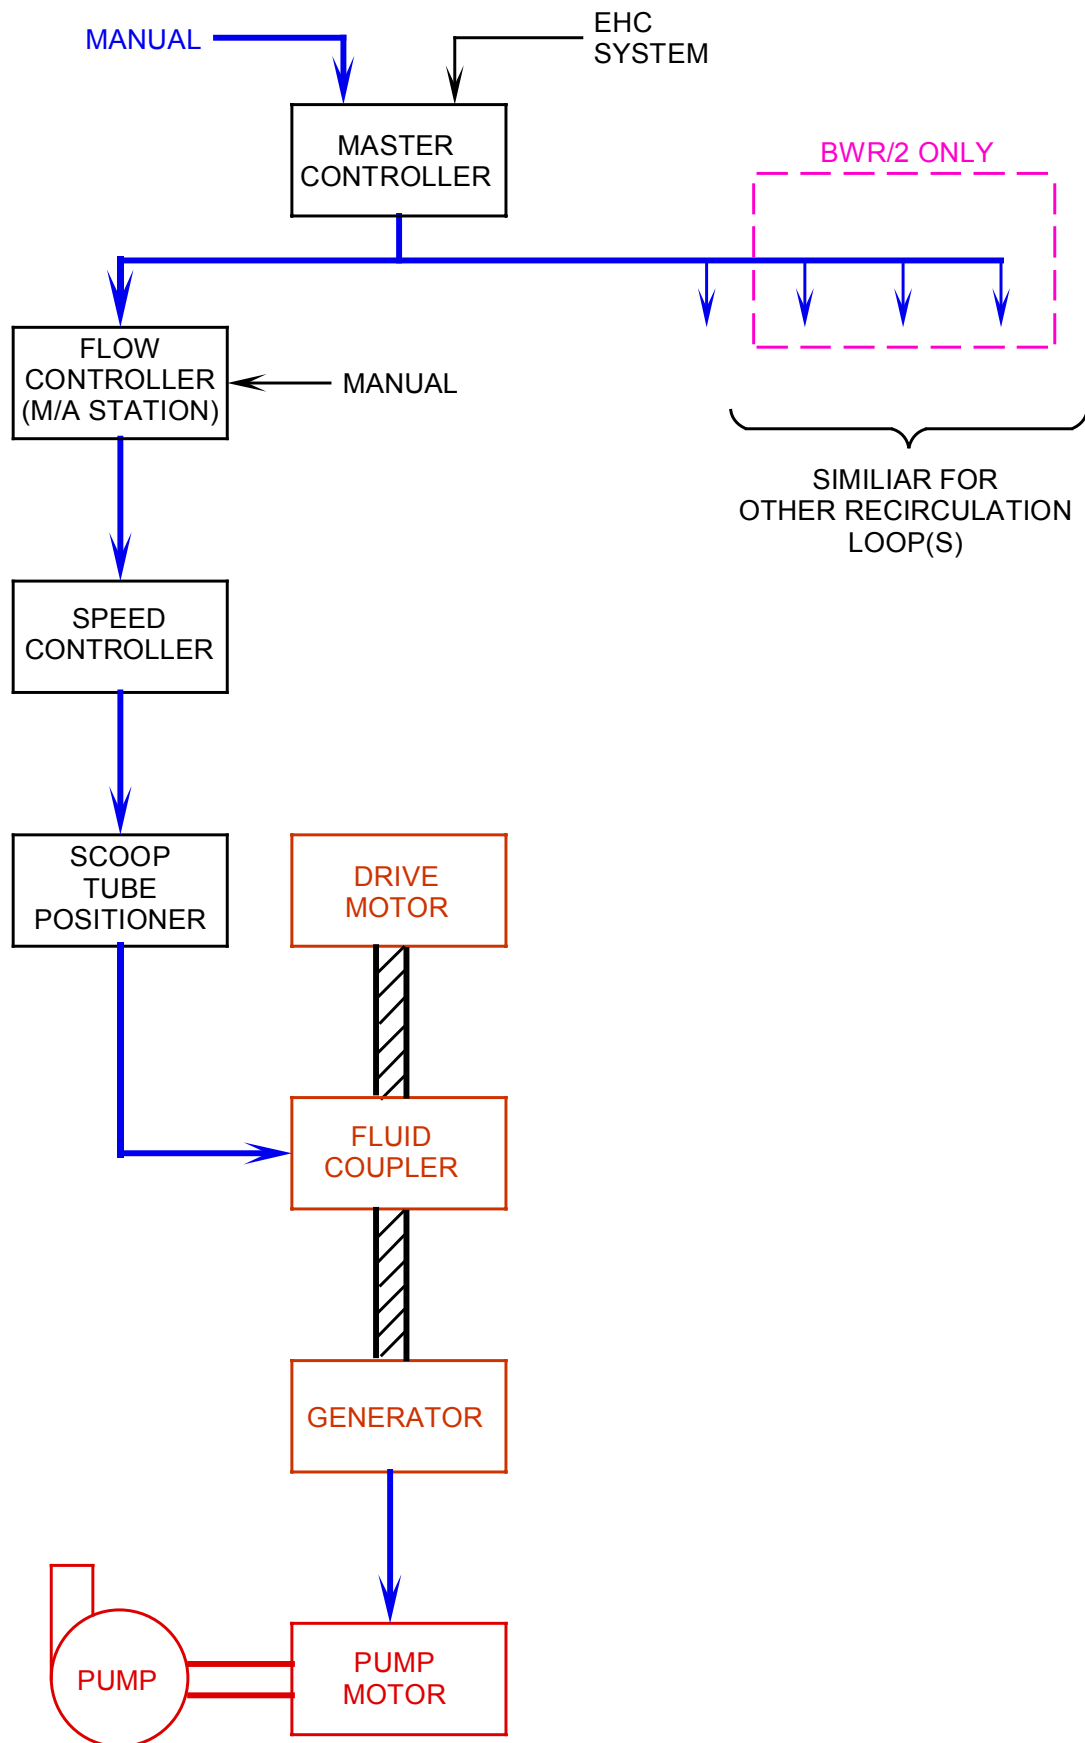 MANUAL
EHC
SYSTEM
MASTER
CONTROLLER
BWR/2 ONLY
FLOW
CONTROLLER
(M/A STATION)
MANUAL
SIMILIAR FOR
OTHER RECIRCULATION
LOOP(S)
SPEED
CONTROLLER
SCOOP
TUBE
POSITIONER
DRIVE
MOTOR
FLUID
COUPLER
GENERATOR
PUMP
PUMP
MOTOR